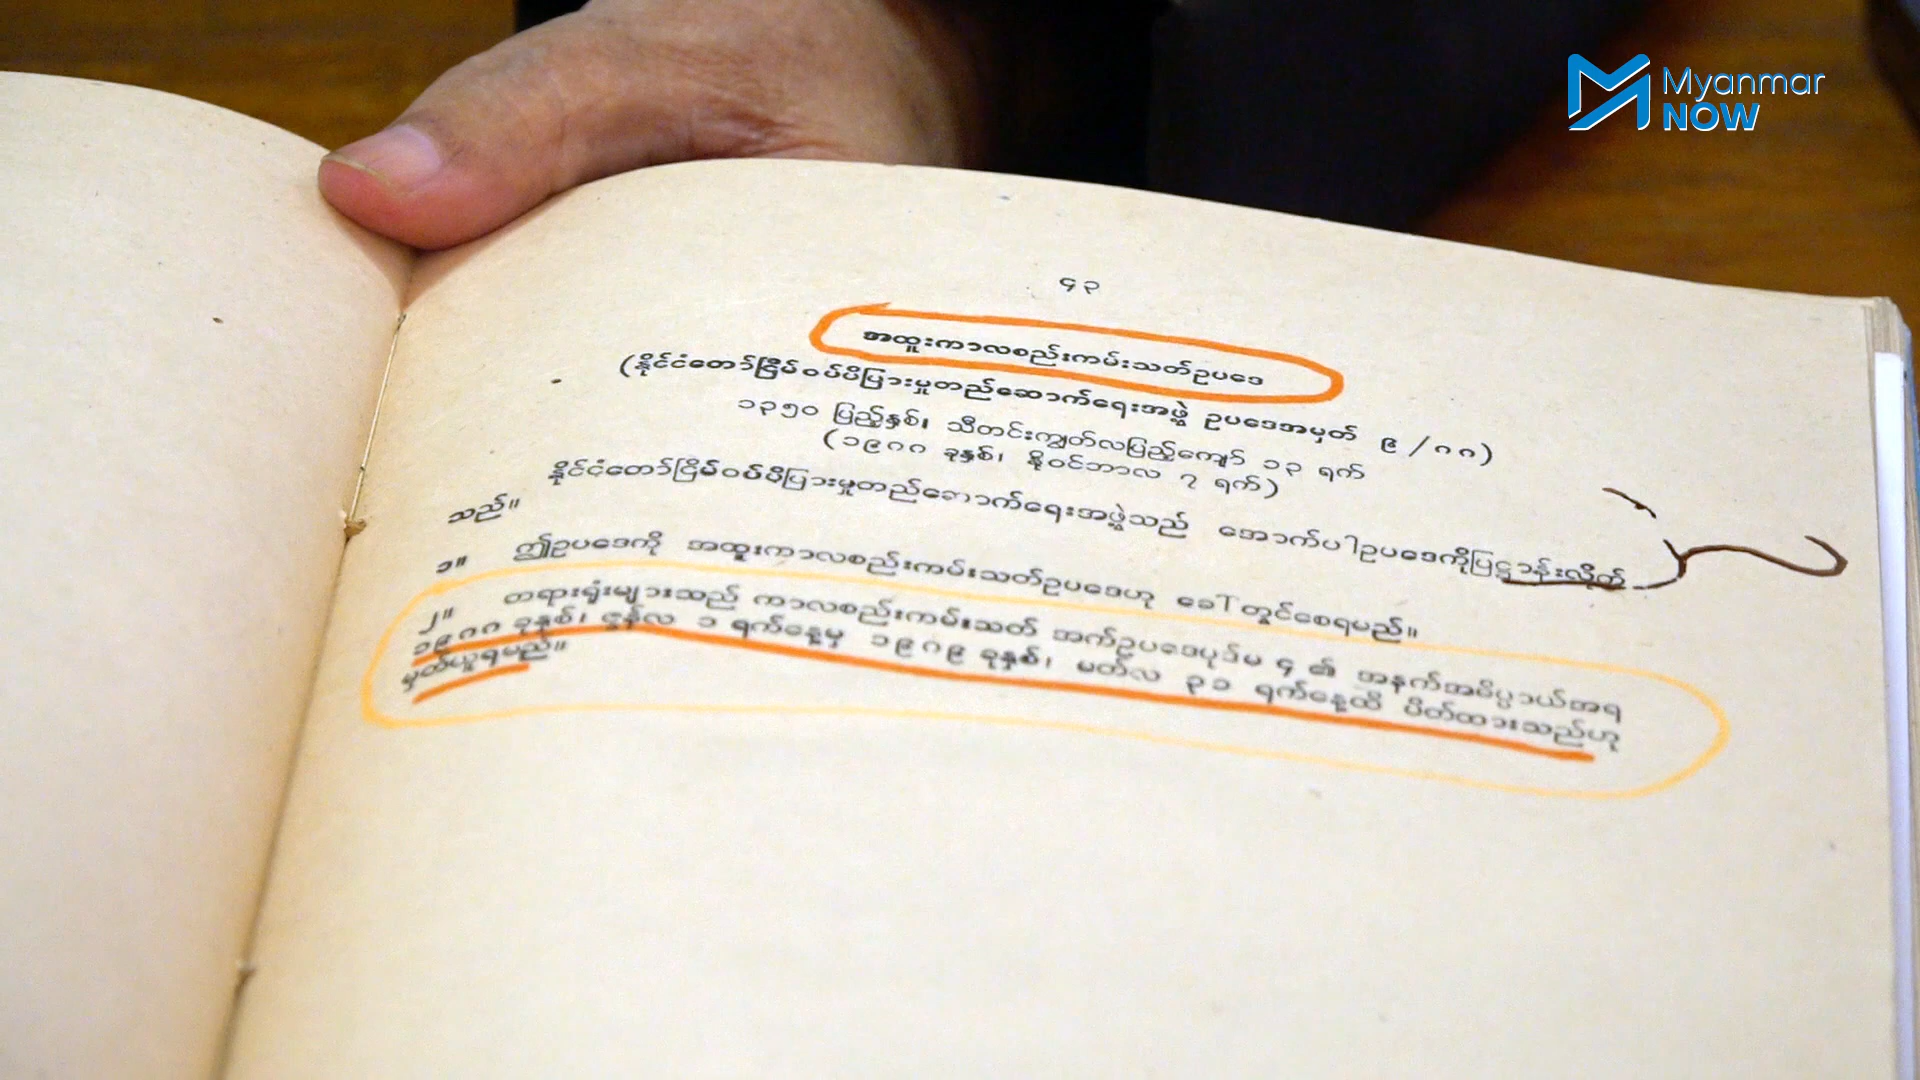 Myanmar
NOW
၄၃
အထူးကာလစည်းကမ်းသတ်ဥပဒေ
(နိုင်ငံတော်ငြိမ်ဝပ်ပိပြားမှုတည်ဆောက်ရေးအဖွဲ့ ဥပဒေအမှတ် ၉/၈၈)
၁၃၅၀ ပြည့်နှစ်၊ သီတင်းကျွတ်လပြည့်ကျော် ၁၃ ရက်
(၁၉၈၈ ခုနှစ်၊ နိုဝင်ဘာလ ၇ ရက်)
နိုင်ငံတော်ငြိမ်ဝပ်ပိပြားမှုတည်ဆောက်ရေးအဖွဲ့သည် အောက်ပါဥပဒေကိုပြဋ္ဌာန်းလိုက်
သည်။
၁။ ဤဥပဒေကို အထူးကာလစည်းကမ်းသတ်ဥပဒေဟု ခေါ်တွင်စေရမည်။
၂။ တရားရုံးများသည် ကာလစည်းကမ်းသတ် အက်ဥပဒေပုဒ်မ ၄ ၏ အနက်အဓိပ္ပာယ်အရ
၁၉၈၈ ခုနှစ်၊ ဇွန်လ ၁ ရက်နေ့မှ ၁၉၈၉ ခုနှစ်၊ မတ်လ ၃၁ ရက်နေ့ထိ ပိတ်ထားသည်ဟု
မှတ်ယူရမည်။